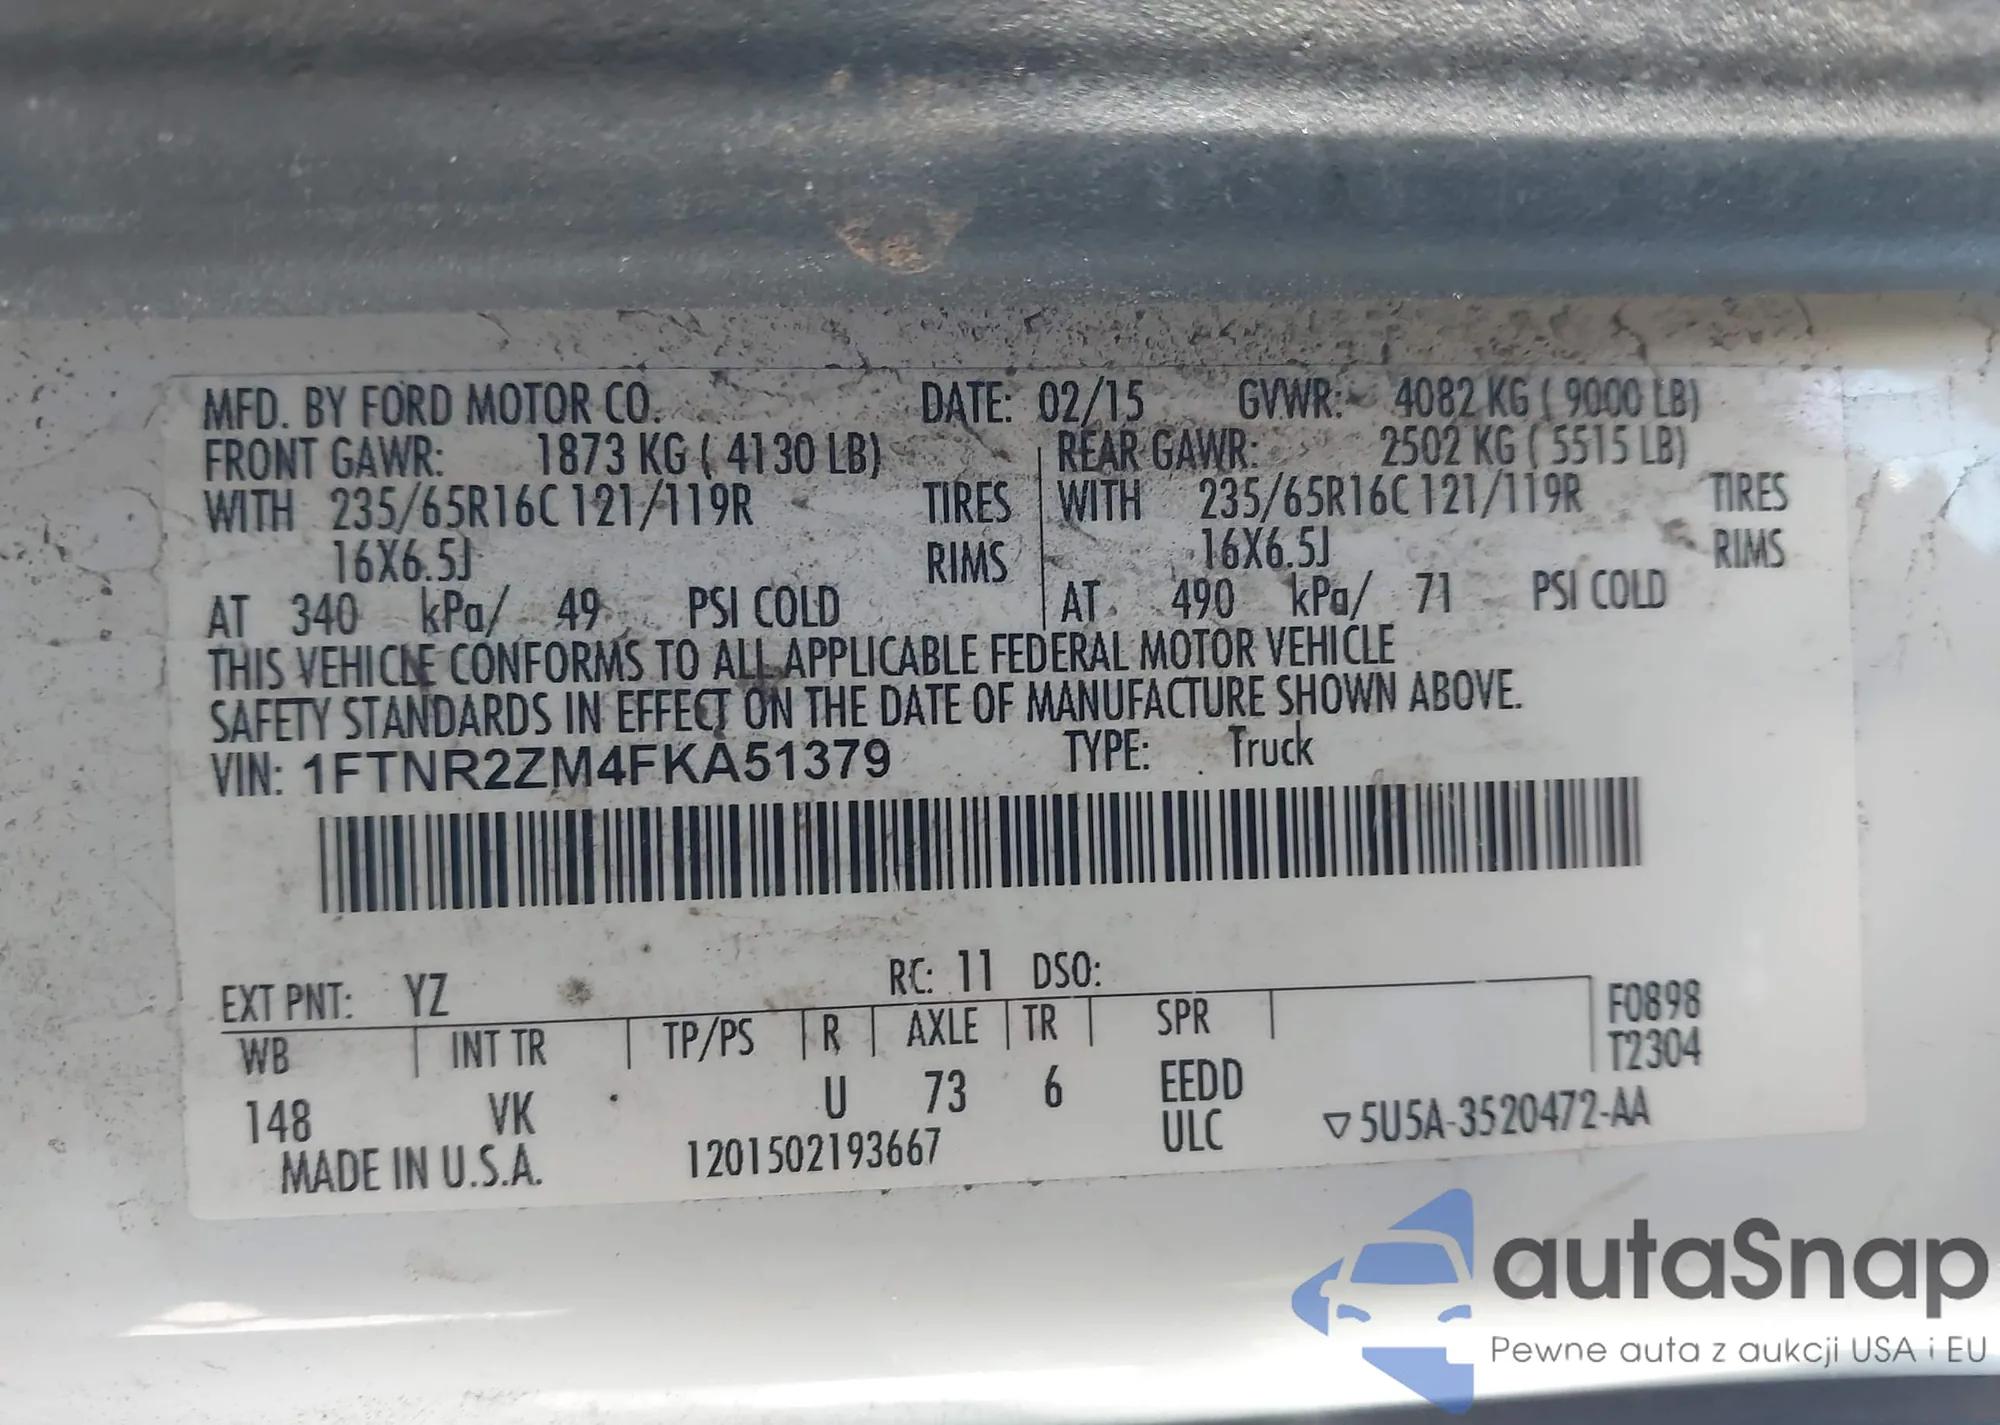 MFD. BY FORD MOTOR CO. DATE: 02/15 GVWR: 4082 KG ( 9000 LB)
FRONT GAWR: 1873 KG ( 4130 LB) REAR GAWR: 2502 KG ( 5515 LB)
WITH 235/65R16C 121/119R TIRES WITH 235/65R16C 121/119R TIRES
16X6.5J RIMS 16X6.5J RIMS
AT 340 kPa/ 49 PSI COLD AT 490 kPa/ 71 PSI COLD
THIS VEHICLE CONFORMS TO ALL APPLICABLE FEDERAL MOTOR VEHICLE
SAFETY STANDARDS IN EFFECT ON THE DATE OF MANUFACTURE SHOWN ABOVE.
VIN: 1FTNR2ZM4FKA51379 TYPE: Truck
EXT PNT: YZ RC: 11 DSO:
WB INT TR TP/PS R AXLE TR SPR F0898
T2304
148 VK U 73 6 EEDD
ULC ▽5U5A-3520472-AA
MADE IN U.S.A. 1201502193667
autaSnap
Pewne auta z aukcji USA i EU